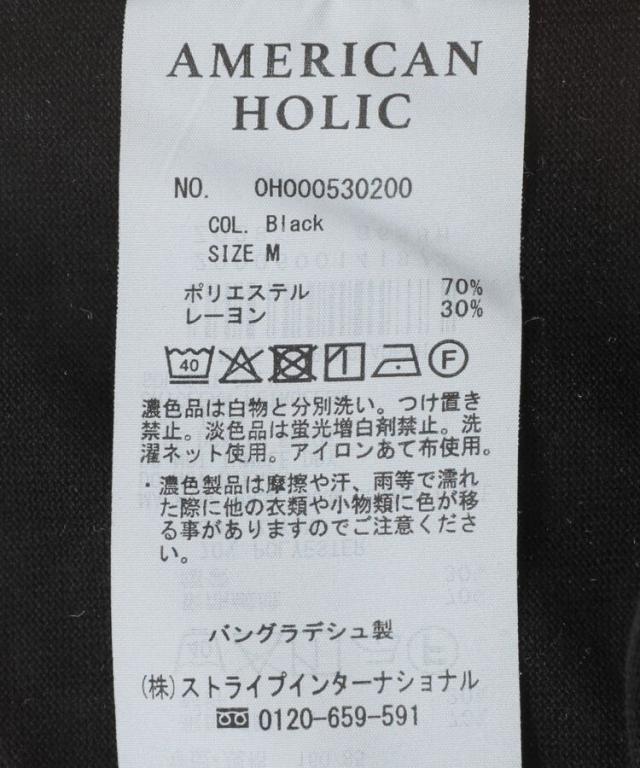 AMERICAN
HOLIC
NO. 0H000530200
COL. Black
SIZE M
ポリエステル 70%
レーヨン 30%
40 F
濃色品は白物と分別洗い。つけ置き
禁止。淡色品は蛍光増白剤禁止。洗
濯ネット使用。アイロンあて布使用。
・濃色製品は摩擦や汗、雨等で濡れ
た際に他の衣類や小物類に色が移
る事がありますのでご注意くださ
い。
バングラデシュ製
(株)ストライプインターナショナル
0120-659-591